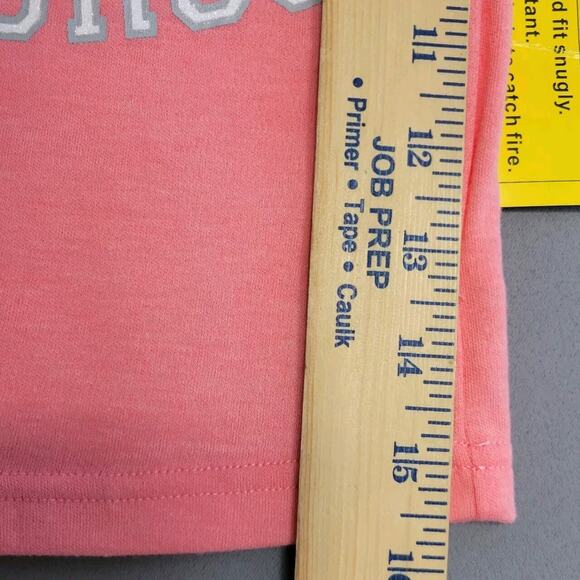 11
12
13
14
15
JOB PREP
• Primer • Tape • Caulk
d fit snugly.
tant.
catch fire.